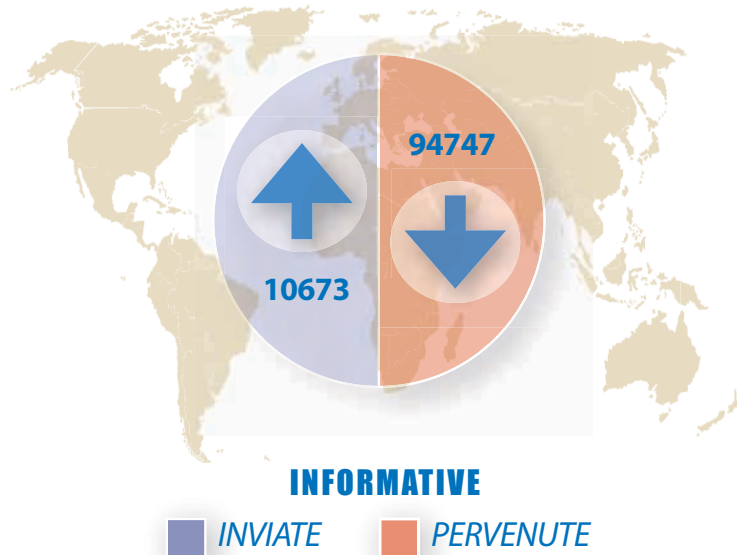 94747
10673
INFORMATIVE
INVIATE
PERVENUTE